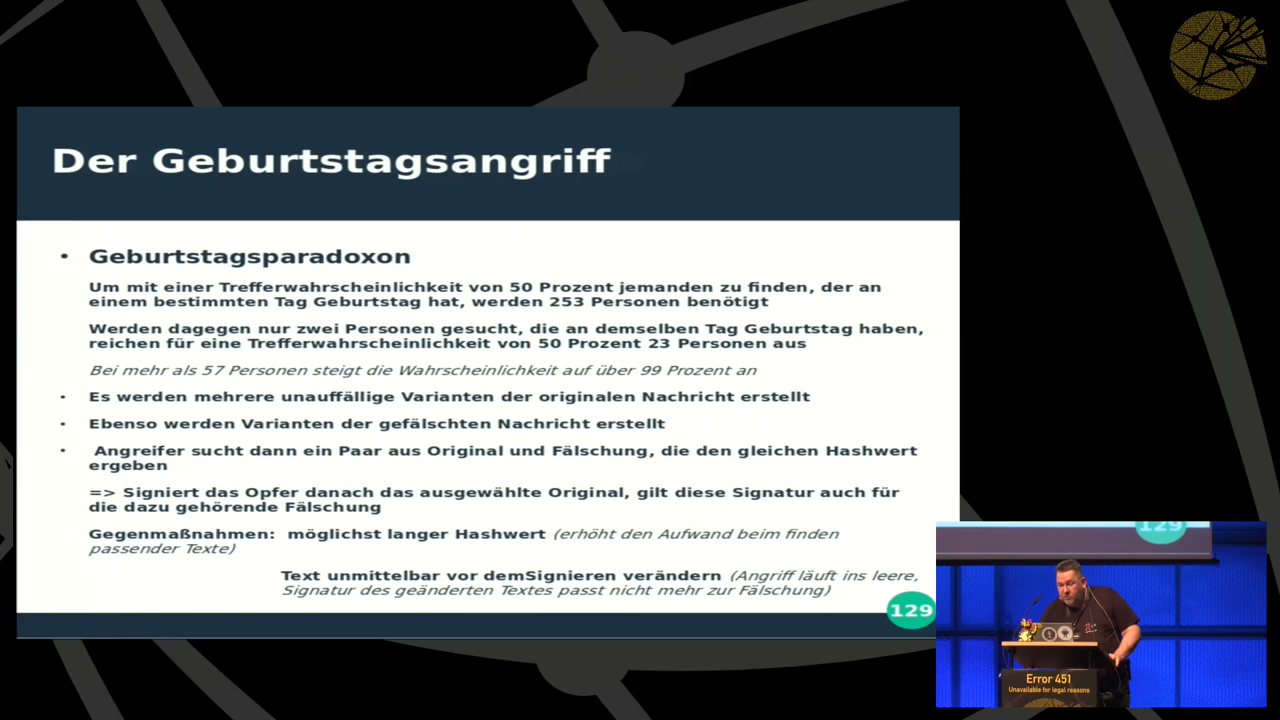 Der Geburtstagsangriff
• Geburtstagsparadoxon
Um mit einer Trefferwahrscheinlichkeit von 50 Prozent jemanden zu finden, der an
einem bestimmten Tag Geburtstag hat, werden 253 Personen benötigt
Werden dagegen nur zwei Personen gesucht, die an demselben Tag Geburtstag haben,
reichen für eine Trefferwahrscheinlichkeit von 50 Prozent 23 Personen aus
Bei mehr als 57 Personen steigt die Wahrscheinlichkeit auf über 99 Prozent an
• Es werden mehrere unauffällige Varianten der originalen Nachricht erstellt
• Ebenso werden Varianten der gefälschten Nachricht erstellt
• Angreifer sucht dann ein Paar aus Original und Fälschung, die den gleichen Hashwert
ergeben
=> Signiert das Opfer danach das ausgewählte Original, gilt diese Signatur auch für
die dazu gehörende Fälschung
Gegenmaßnahmen: möglichst langer Hashwert (erhöht den Aufwand beim finden
passender Texte)
Text unmittelbar vor demSignieren verändern (Angriff läuft ins leere,
Signatur des geänderten Textes passt nicht mehr zur Fälschung)
129
129
Error 451
Unavailable for legal reasons